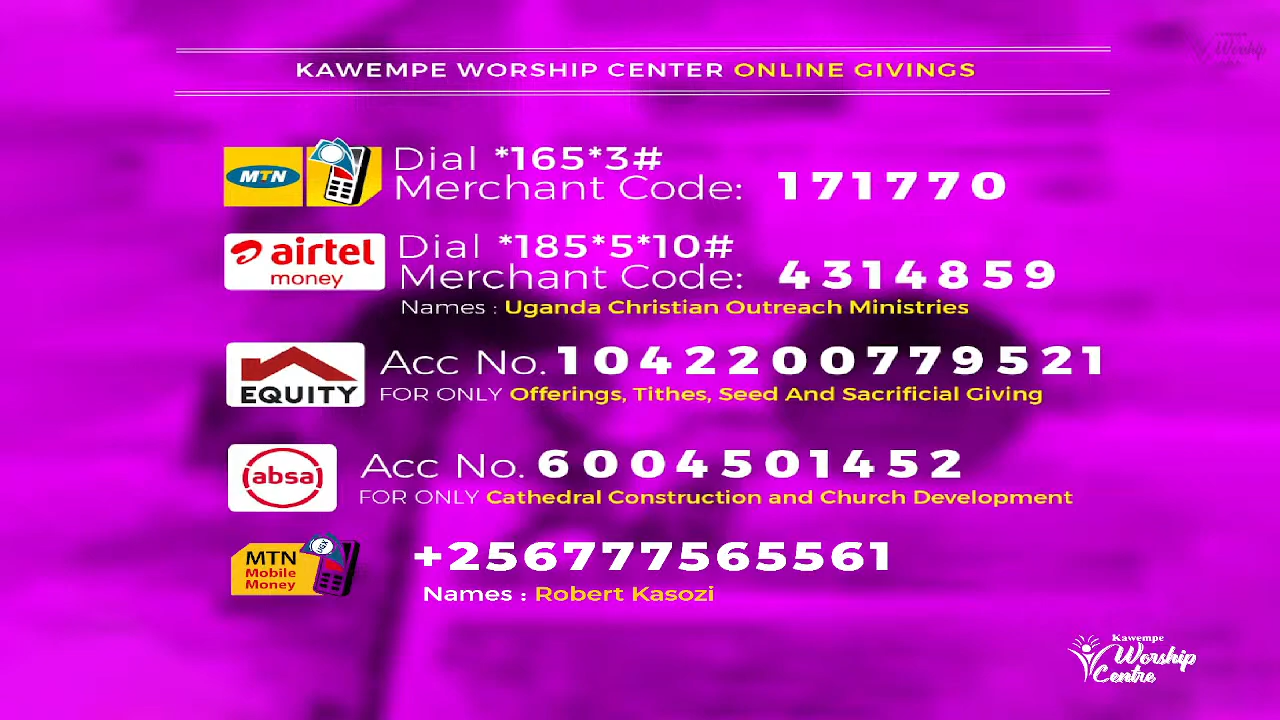 KAWEMPE WORSHIP CENTER ONLINE GIVINGS
Worship
MTN
Dial *165*3#
Merchant Code: 171770
airtel
money
Dial *185*5*10#
Merchant Code: 4314859
Names : Uganda Christian Outreach Ministries
EQUITY
Acc No. 1042200779521
FOR ONLY Offerings, Tithes, Seed And Sacrificial Giving
absa
Acc No. 6004501452
FOR ONLY Cathedral Construction and Church Development
MTN
Mobile
Money
+256777565561
Names : Robert Kasozi
Kawempe
Worship
Centre